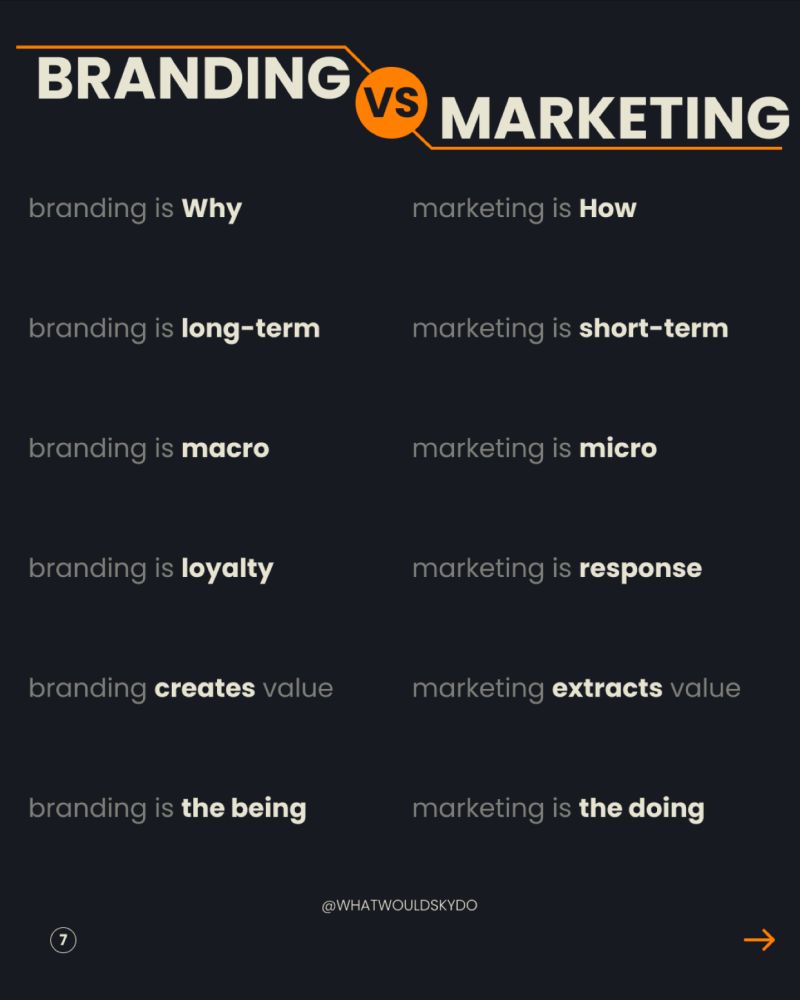 BRANDING
VS
MARKETING
branding is Why
marketing is How
branding is long-term
marketing is short-term
branding is macro
marketing is micro
branding is loyalty
marketing is response
branding creates value
marketing extracts value
branding is the being
marketing is the doing
@WHATWOULDSKYDO
7